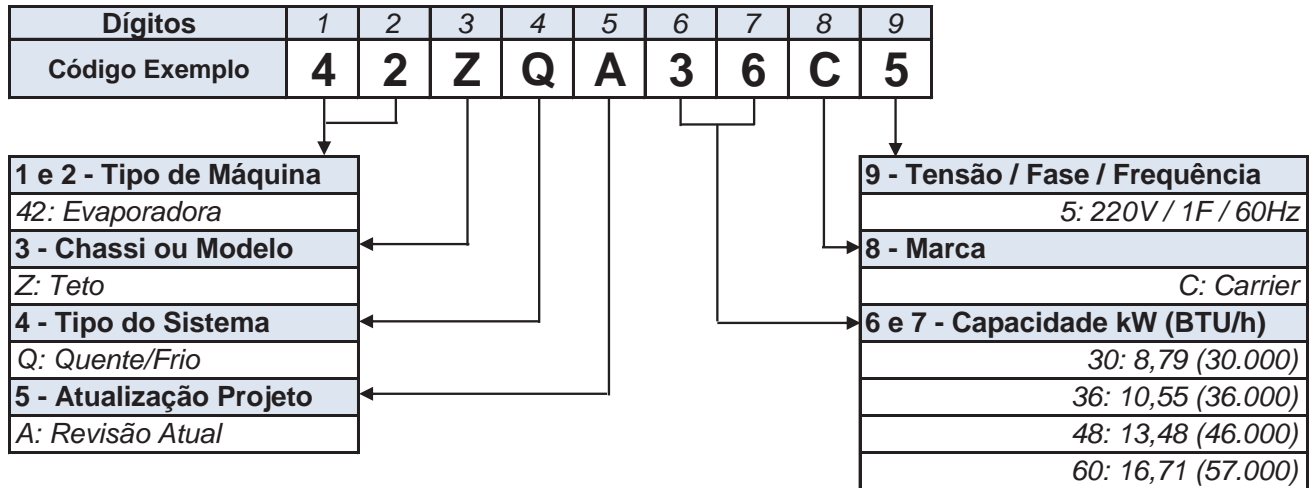 Dígitos 1 2 3 4 5 6 7 8 9
Código Exemplo 4 2 Z Q A 3 6 C 5
1 e 2 - Tipo de Máquina
42: Evaporadora
3 - Chassi ou Modelo
Z: Teto
4 - Tipo do Sistema
Q: Quente/Frio
5 - Atualização Projeto
A: Revisão Atual
9 - Tensão / Fase / Frequência
5: 220V / 1F / 60Hz
8 - Marca
C: Carrier
6 e 7 - Capacidade kW (BTU/h)
30: 8,79 (30.000)
36: 10,55 (36.000)
48: 13,48 (46.000)
60: 16,71 (57.000)